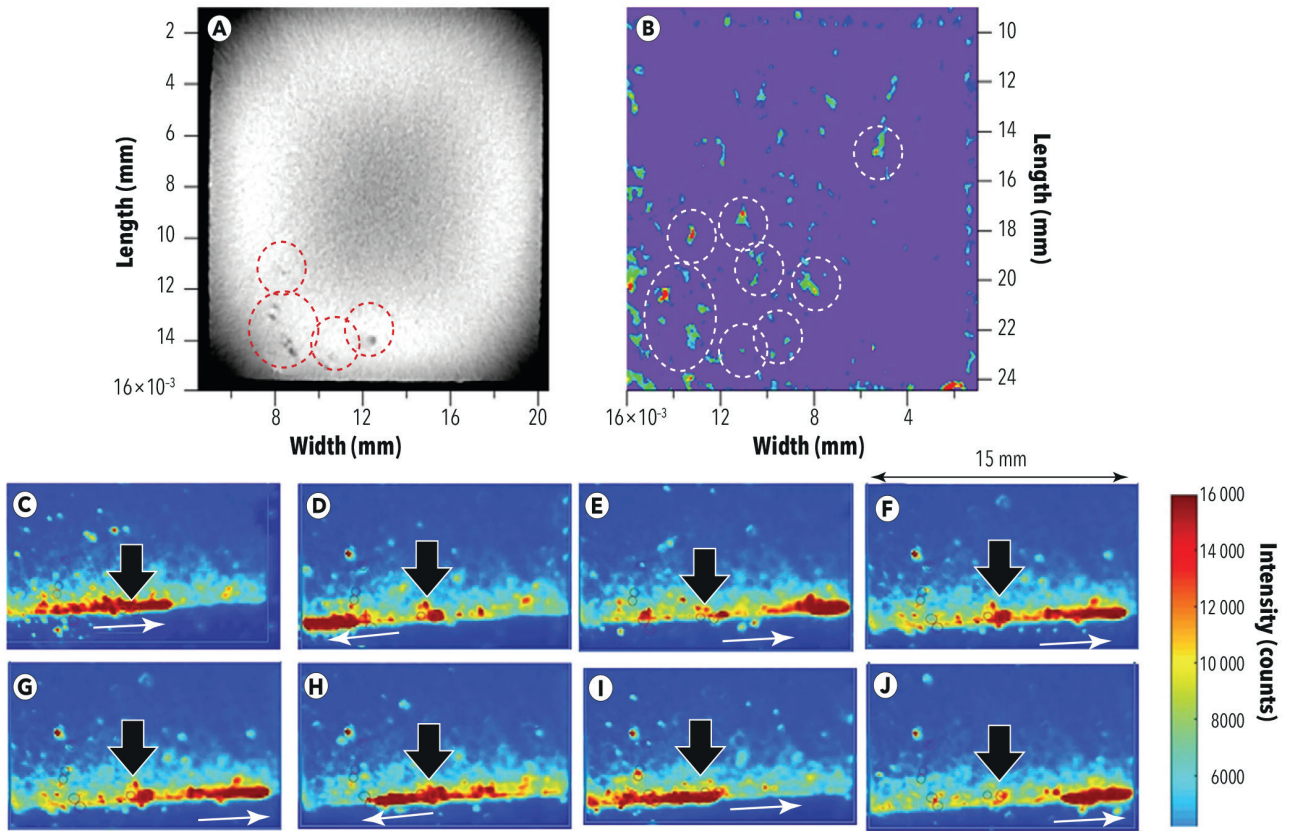 A
2
4
6
8
10
12
14
16×10⁻³
Length (mm)
8
12
16
20
Width (mm)
B
10
12
14
16
18
20
22
24
Length (mm)
16×10⁻³
12
8
4
Width (mm)
15 mm
C
D
E
F
G
H
I
J
16 000
14 000
12 000
10 000
8000
6000
Intensity (counts)